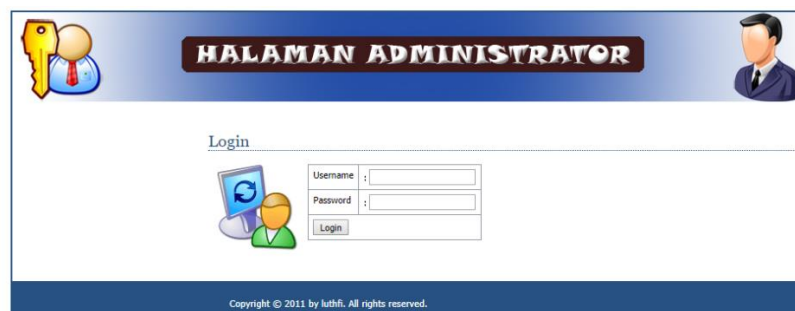 HALAMAN ADMINISTRATOR
Login
Username :
Password :
Login
Copyright © 2011 by luthfi. All rights reserved.